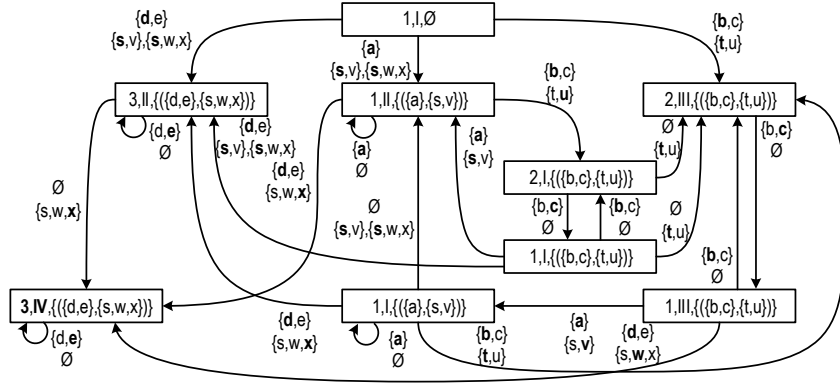 {d,e}
{s,v},{s,w,x}
1,I,Ø
{a}
{s,v},{s,w,x}
{b,c}
{t,u}
{b,c}
{t,u}
3,II,{({d,e},{s,w,x})}
1,II,{({a},{s,v})}
2,III,{({b,c},{t,u})}
{d,e}
Ø
{d,e}
{s,v},{s,w,x}
{a}
Ø
{a}
{s,v}
Ø
{t,u}
{b,c}
Ø
{d,e}
{s,w,x}
2,I,{({b,c},{t,u})}
Ø
{s,w,x}
Ø
{s,v},{s,w,x}
{b,c}
Ø
{b,c}
Ø
Ø
{t,u}
1,I,{({b,c},{t,u})}
{b,c}
Ø
3,IV,{({d,e},{s,w,x})}
1,I,{({a},{s,v})}
1,III,{({b,c},{t,u})}
{d,e}
Ø
{d,e}
{s,w,x}
{a}
Ø
{b,c}
{t,u}
{a}
{s,v}
{d,e}
{s,w,x}